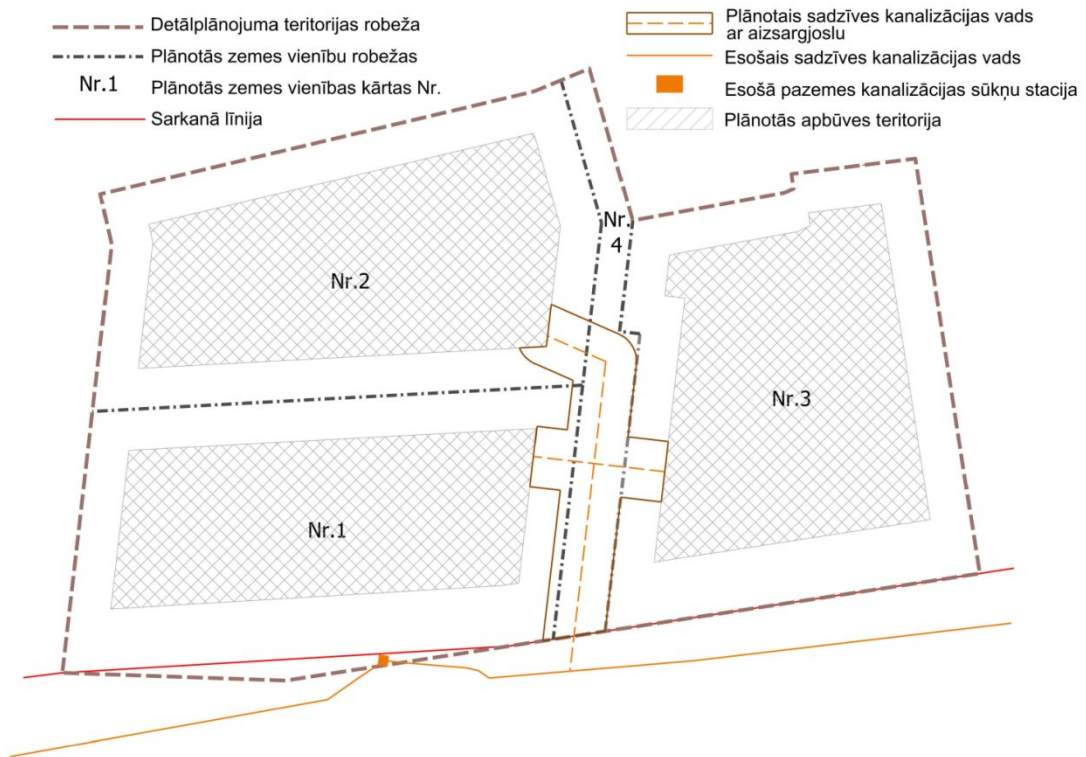 Detālplānojuma teritorijas robeža
Plānotās zemes vienību robežas
Nr.1
Plānotās zemes vienības kārtas Nr.
Sarkanā līnija
Plānotais sadzīves kanalizācijas vads
ar aizsargjoslu
Esošais sadzīves kanalizācijas vads
Esošā pazemes kanalizācijas sūkņu stacija
Plānotās apbūves teritorija
Nr.
4
Nr.2
Nr.3
Nr.1